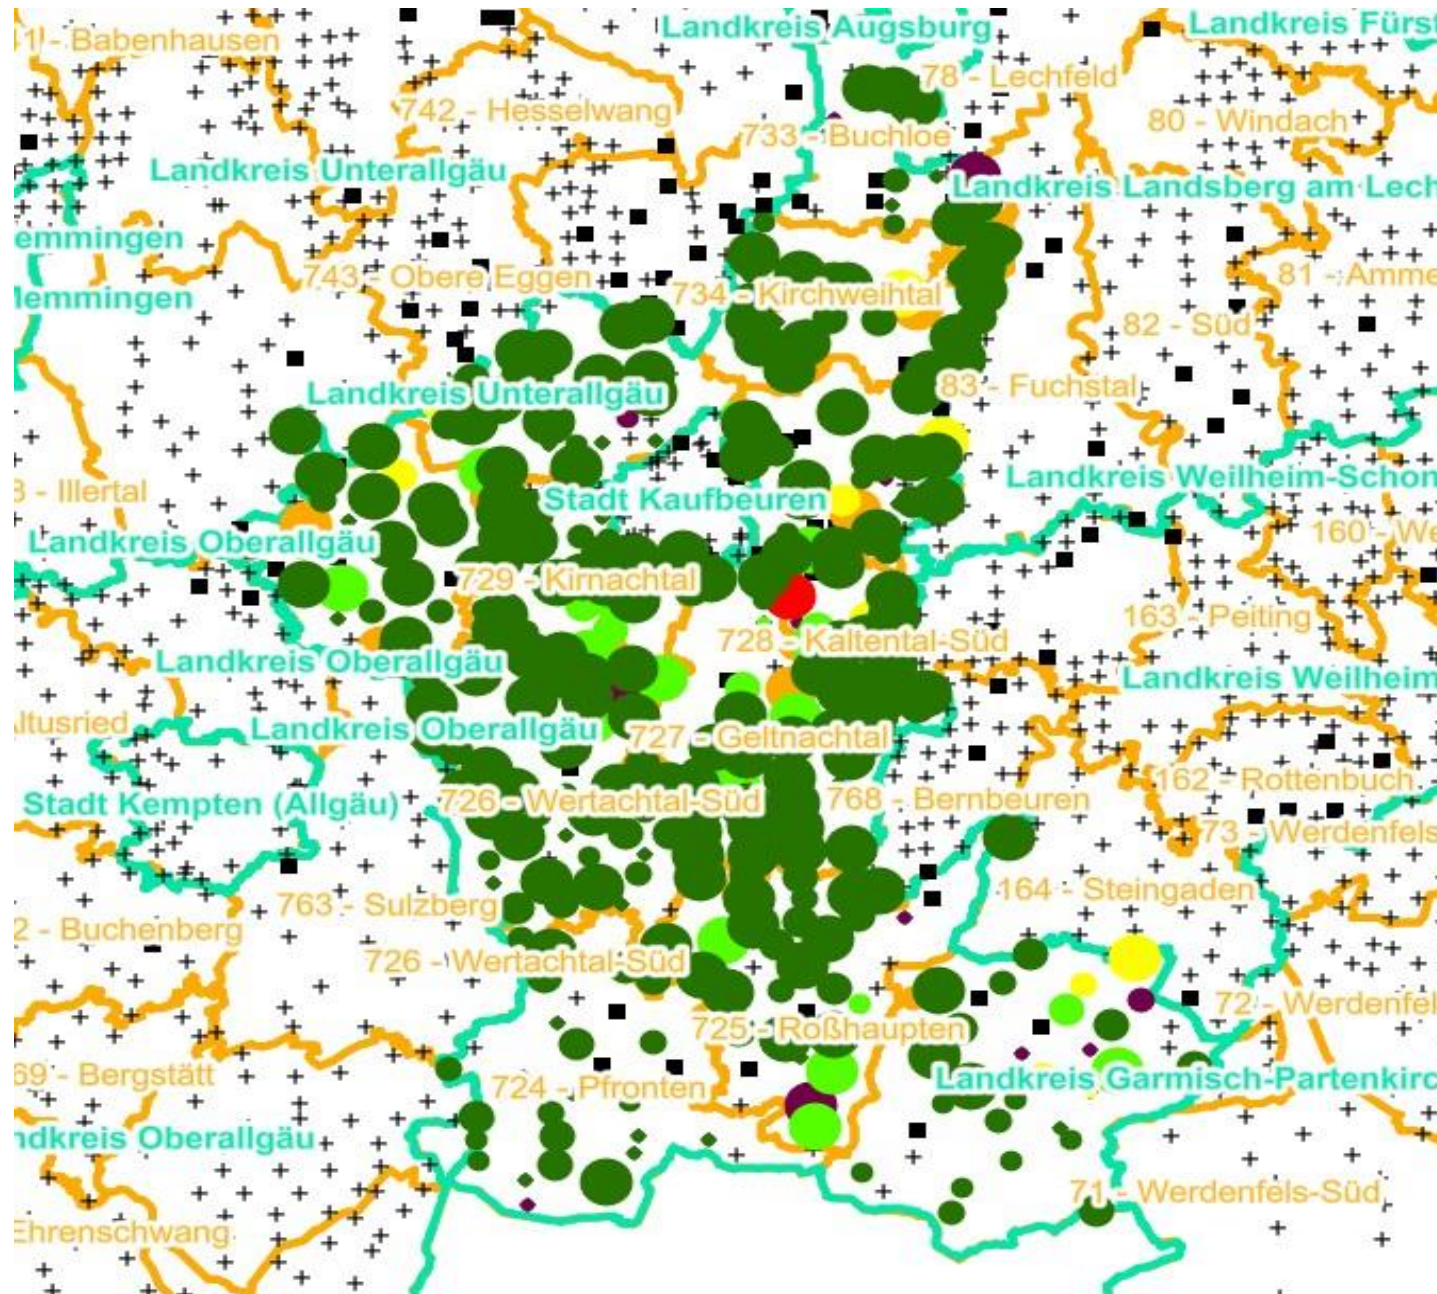 Landkreis Augsburg
Landkreis Fürst
41 - Babenhausen
78 - Lechfeld
742 - Hesselwang
733 - Buchloe
80 - Windach
Landkreis Unterallgäu
Landkreis Landsberg am Lech
emmingen
743 - Obere Eggen
734 - Kirchweihtal
81 - Amme
Memmingen
82 - Süd
Landkreis Unterallgäu
83 - Fuchstal
8 - Illertal
Stadt Kaufbeuren
Landkreis Weilheim-Schon
Landkreis Oberallgäu
160 - We
729 - Kirnachtal
163 - Peiting
728 - Kaltental-Süd
Landkreis Oberallgäu
Landkreis Weilheim
ltusried
Landkreis Oberallgäu
727 - Geltnachtal
162 - Rottenbuch
Stadt Kempten (Allgäu)
726 - Wertachtal-Süd
768 - Bernbeuren
73 - Werdenfels
763 - Sulzberg
164 - Steingaden
2 - Buchenberg
726 - Wertachtal-Süd
72 - Werdenfel
725 - Roßhaupten
69 - Bergstätt
724 - Pfronten
Landkreis Garmisch-Partenkirc
ndkreis Oberallgäu
71 - Werdenfels-Süd
Ehrenschwang